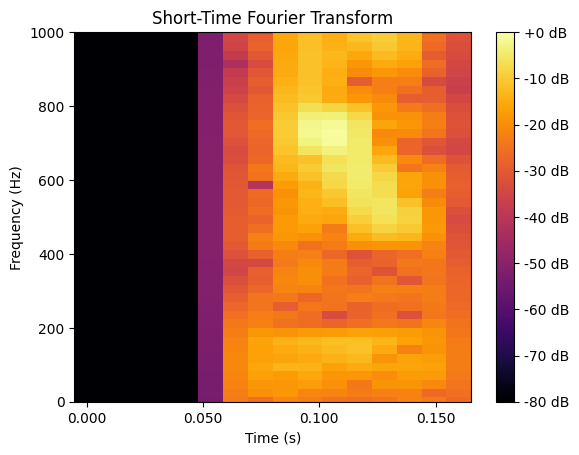 Short-Time Fourier Transform
Frequency (Hz)
1000
800
600
400
200
0
0.000
0.050
0.100
0.150
Time (s)
+0 dB
-10 dB
-20 dB
-30 dB
-40 dB
-50 dB
-60 dB
-70 dB
-80 dB